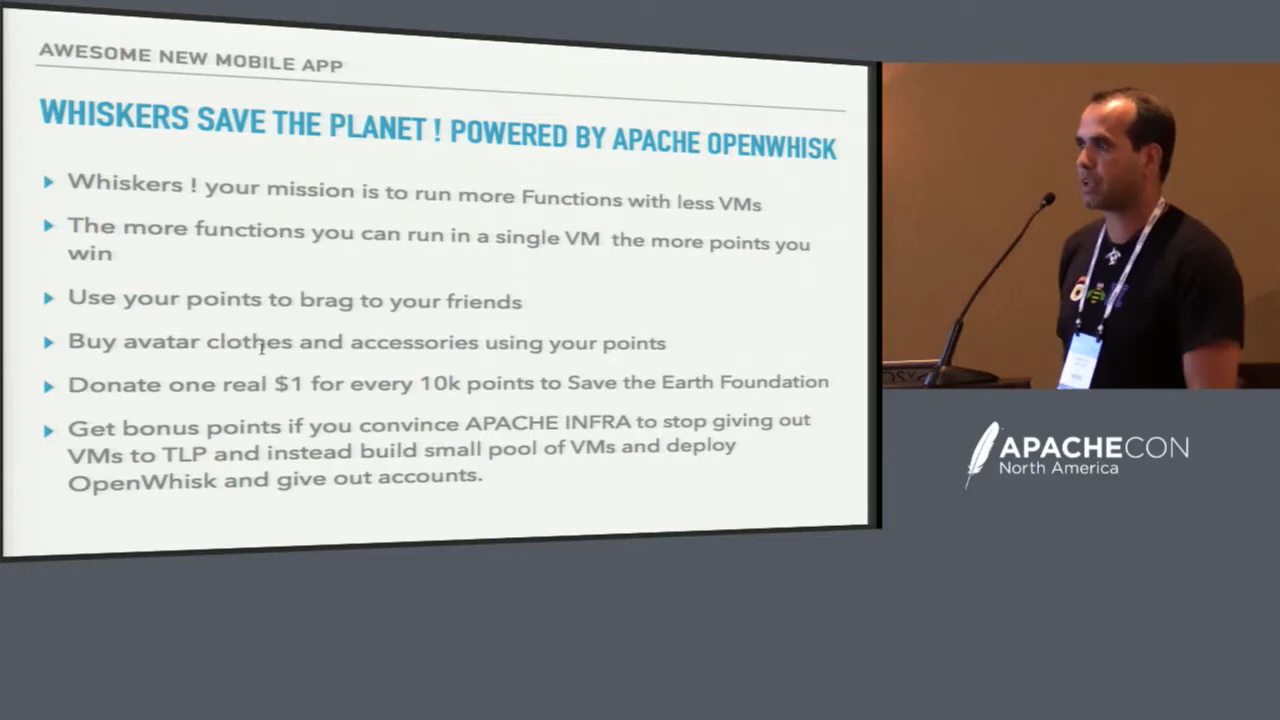 AWESOME NEW MOBILE APP
WHISKERS SAVE THE PLANET ! POWERED BY APACHE OPENWHISK
Whiskers ! your mission is to run more Functions with less VMs
The more functions you can run in a single VM the more points you
win
Use your points to brag to your friends
Buy avatar clothes and accessories using your points
Donate one real $1 for every 10k points to Save the Earth Foundation
Get bonus points if you convince APACHE INFRA to stop giving out
VMs to TLP and instead build small pool of VMs and deploy
OpenWhisk and give out accounts.
APACHECON
North America